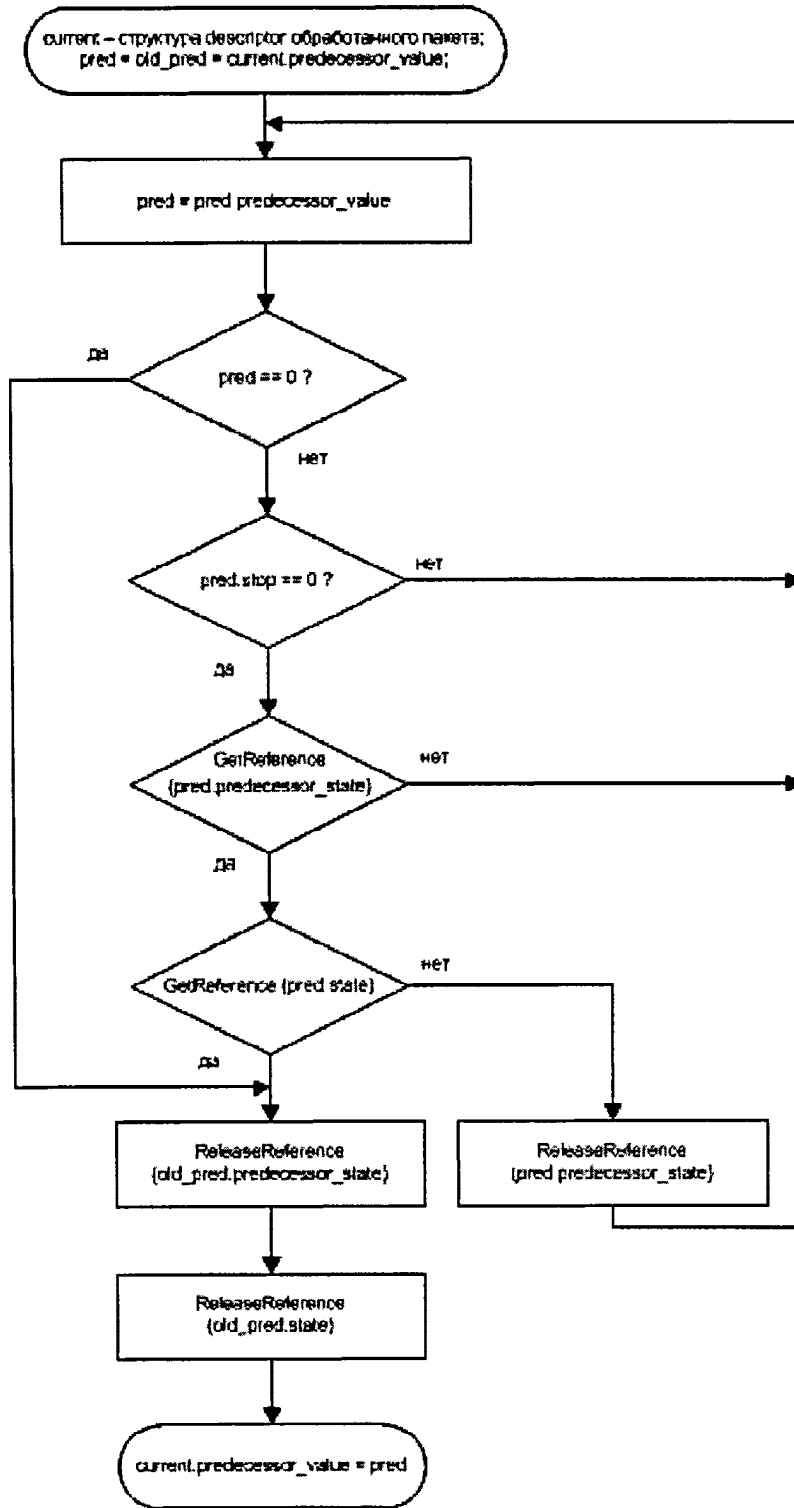 current – структура descriptor обработанного пакета;
pred = old_pred = current.predecessor_value;
pred = pred.predecessor_value
да
pred == 0 ?
нет
pred.stop == 0 ?
нет
да
GetReference
(pred.predecessor_state)
нет
да
GetReference (pred.state)
нет
да
ReleaseReference
(old_pred.predecessor_state)
ReleaseReference
(pred.predecessor_state)
ReleaseReference
(old_pred.state)
current.predecessor_value = pred